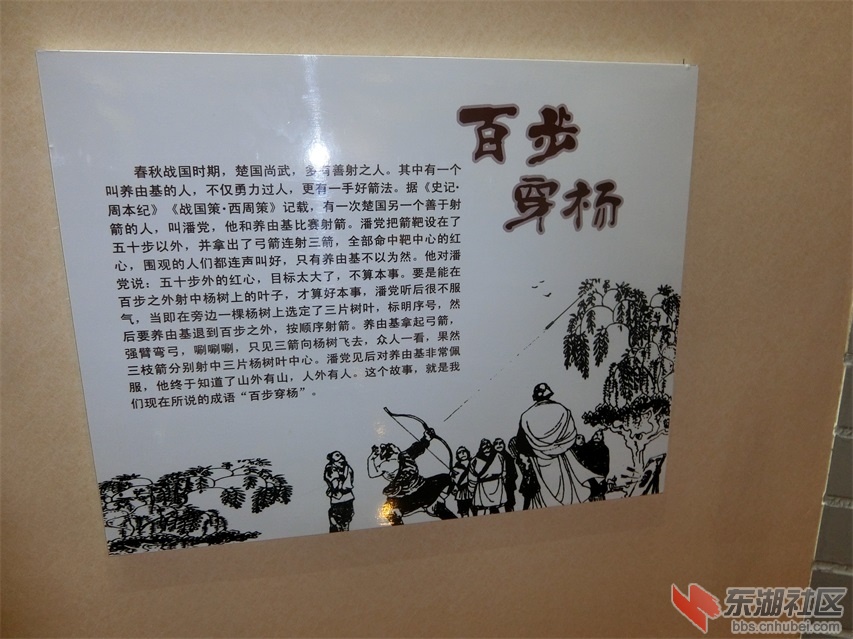 百步
穿杨
春秋战国时期，楚国尚武，多有善射之人。其中有一个
叫养由基的人，不仅勇力过人，更有一手好箭法。据《史记·
周本纪》《战国策·西周策》记载，有一次楚国另一个善于射
箭的人，叫潘党，他和养由基比赛射箭。潘党把箭靶设在了
五十步以外，并拿出了弓箭连射三箭，全部命中靶中心的红
心，围观的人们都连声叫好，只有养由基不以为然。他对潘
党说：五十步外的红心，目标太大了，不算本事。要是能在
百步之外射中杨树上的叶子，才算好本事，潘党听后很不服
气，当即在旁边一棵杨树上选定了三片树叶，标明序号，然
后要养由基退到百步之外，按顺序射箭。养由基拿起弓箭，
强臂弯弓，唰唰唰，只见三箭向杨树飞去，众人一看，果然
三枝箭分别射中三片杨树叶中心。潘党见后对养由基非常佩
服，他终于知道了山外有山，人外有人。这个故事，就是我
们现在所说的成语“百步穿杨”。
东湖社区
bbs.cnhubei.com